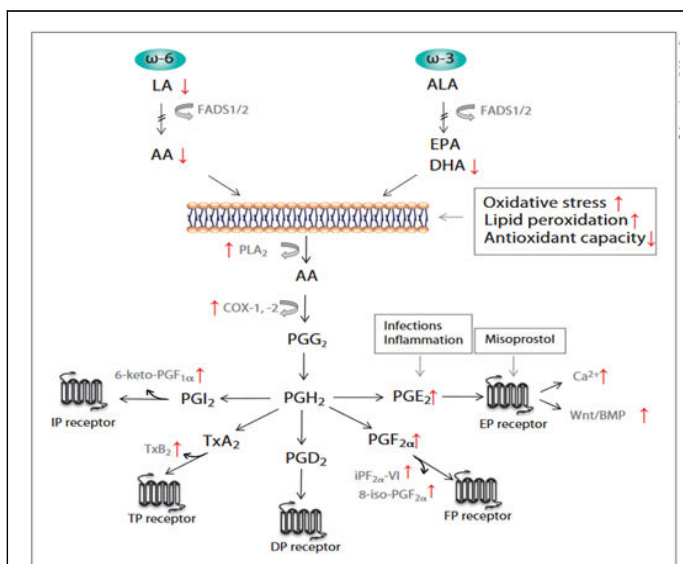 ω-6
ω-3
LA ↓
ALA
FADS1/2
FADS1/2
AA ↓
EPA
DHA ↓
Oxidative stress ↑
Lipid peroxidation ↑
Antioxidant capacity ↓
↑ PLA₂
AA
↑ COX-1, -2
PGG₂
Infections
Inflammation
Misoprostol
6-keto-PGF₁α ↑
Ca²⁺ ↑
PGI₂
PGH₂
PGE₂ ↑
IP receptor
EP receptor
Wnt/BMP ↑
TxB₂ ↑
TxA₂
PGF₂α ↑
PGD₂
iPF₂α-VI ↑
8-iso-PGF₂α ↑
TP receptor
FP receptor
DP receptor